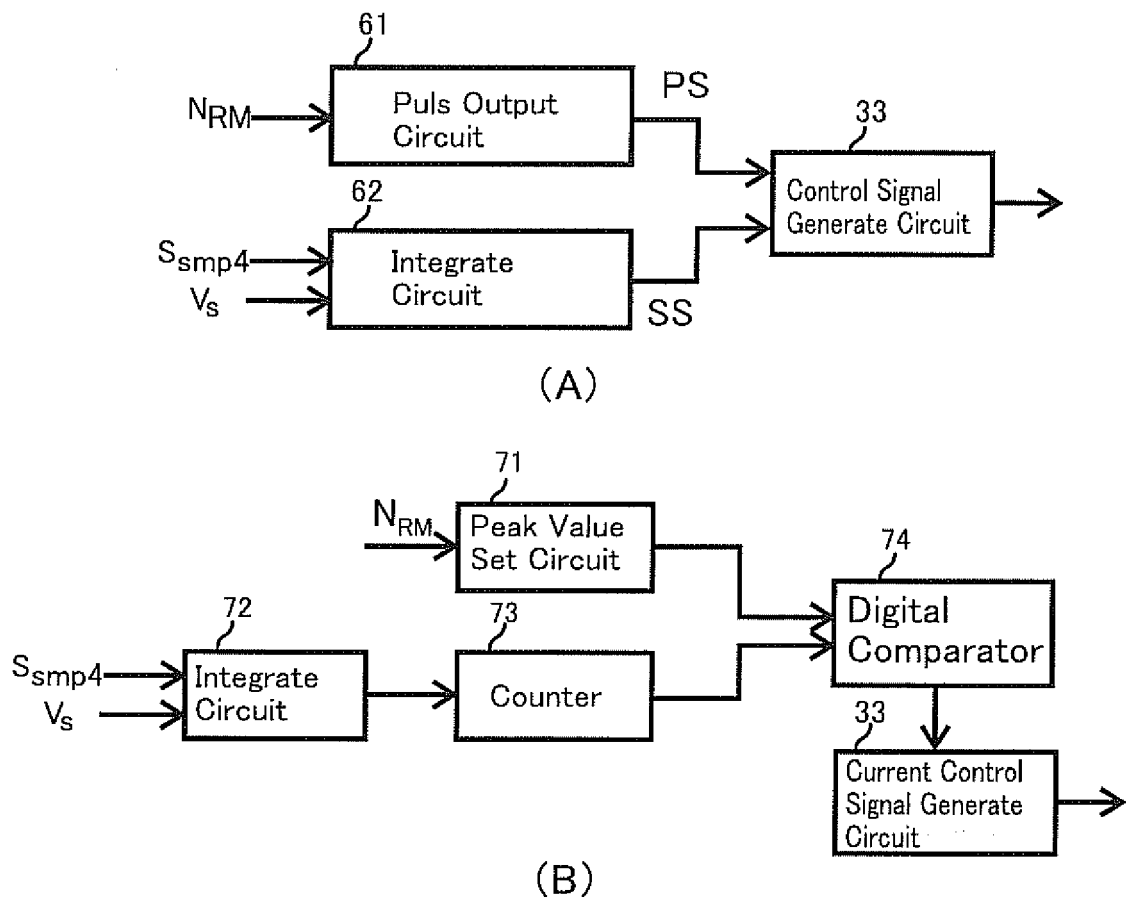 61
N_RM
Puls Output
Circuit
PS
33
Control Signal
Generate Circuit
62
S_smp4
V_s
Integrate
Circuit
SS
(A)
71
N_RM
Peak Value
Set Circuit
74
Digital
Comparator
72
S_smp4
V_s
Integrate
Circuit
73
Counter
33
Current Control
Signal Generate
Circuit
(B)